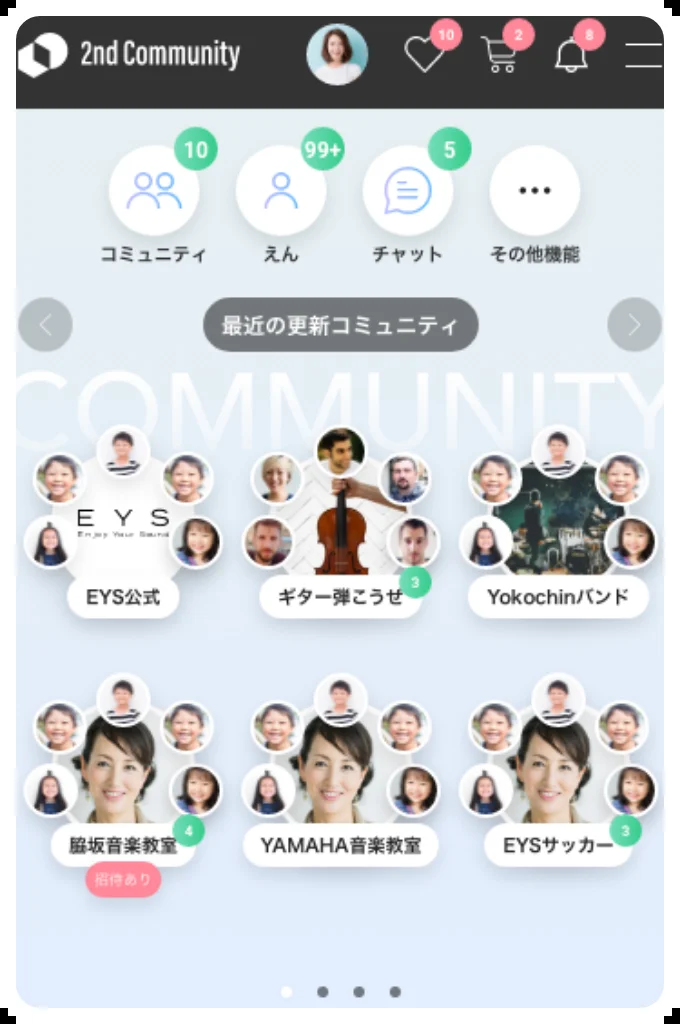 2nd Community
10
2
8
10
99+
5
コミュニティ
えん
チャット
その他機能
最近の更新コミュニティ
COMMUNITY
EYS
Enjoy Your Sound
EYS公式
ギター弾こうせ
3
Yokochinバンド
脇坂音楽教室
4
招待あり
YAMAHA音楽教室
EYSサッカー
3